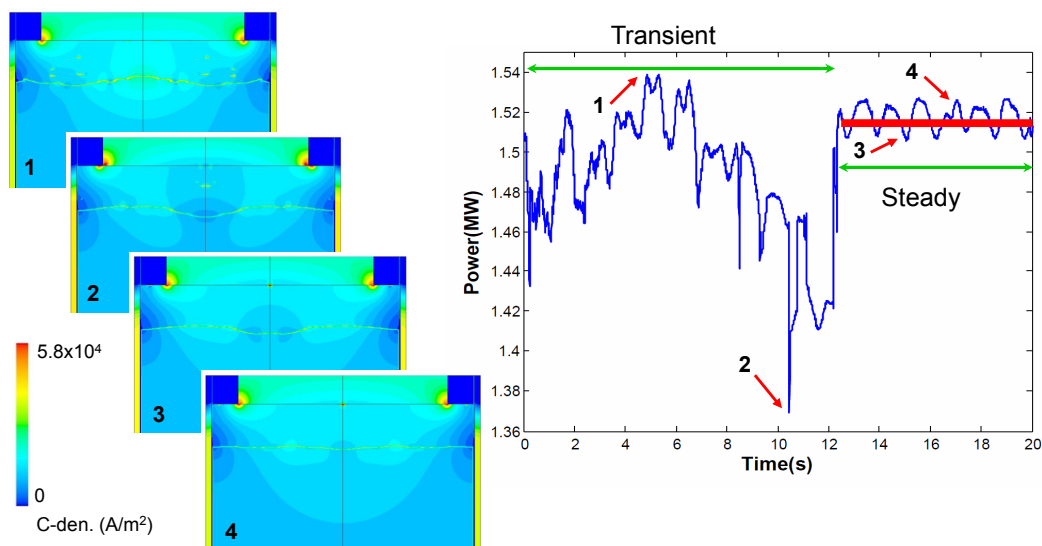 1
2
3
4
5.8x10⁴
0
C-den. (A/m²)
Transient
1
2
3
4
Steady
Power(MW)
1.54
1.52
1.5
1.48
1.46
1.44
1.42
1.4
1.38
1.36
0 2 4 6 8 10 12 14 16 18 20
Time(s)